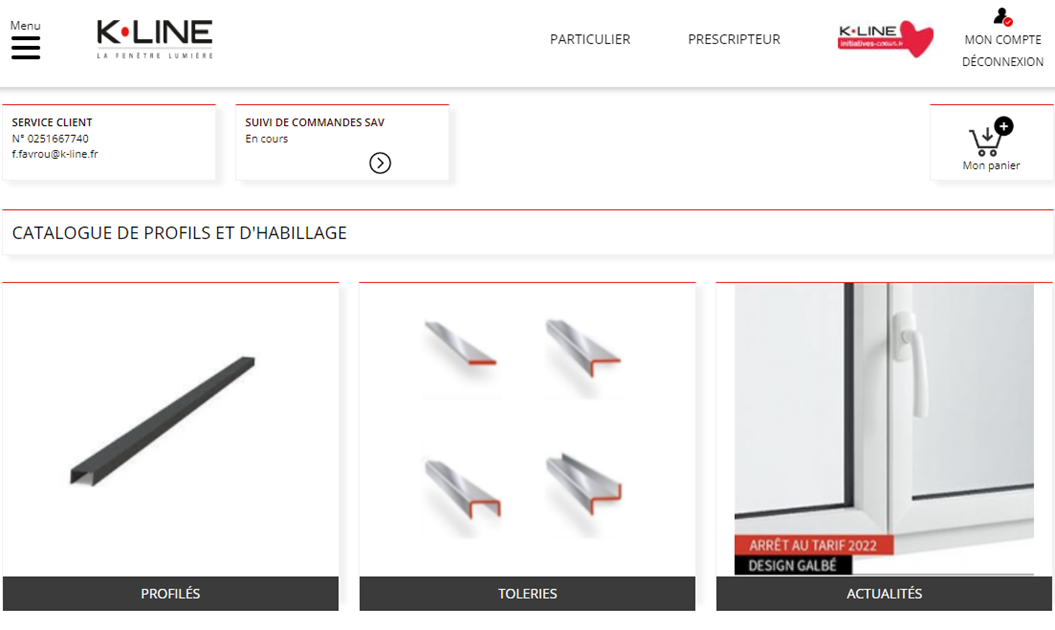 Menu
K•LINE
LA FENÊTRE LUMIÈRE
PARTICULIER
PRESCRIPTEUR
K•LINE
initiatives-cœur.fr
MON COMPTE
DÉCONNEXION
SERVICE CLIENT
N° 0251667740
f.favrou@k-line.fr
SUIVI DE COMMANDES SAV
En cours
Mon panier
CATALOGUE DE PROFILS ET D'HABILLAGE
ARRÊT AU TARIF 2022
DESIGN GALBÉ
PROFILÉS
TOLERIES
ACTUALITÉS